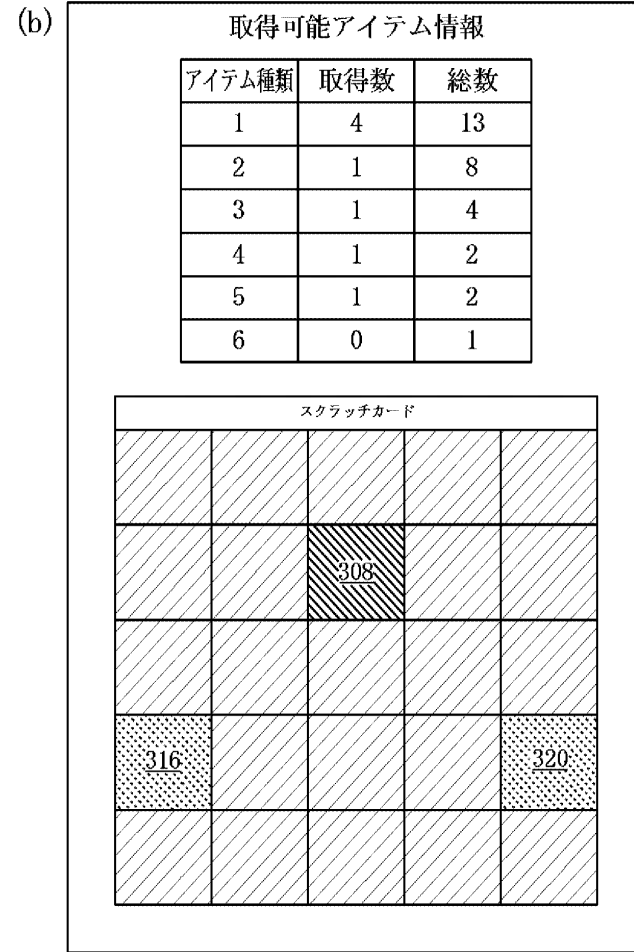 (b)
取得可能アイテム情報
アイテム種類 取得数 総数
1 4 13
2 1 8
3 1 4
4 1 2
5 1 2
6 0 1
スクラッチカード
308
316 320